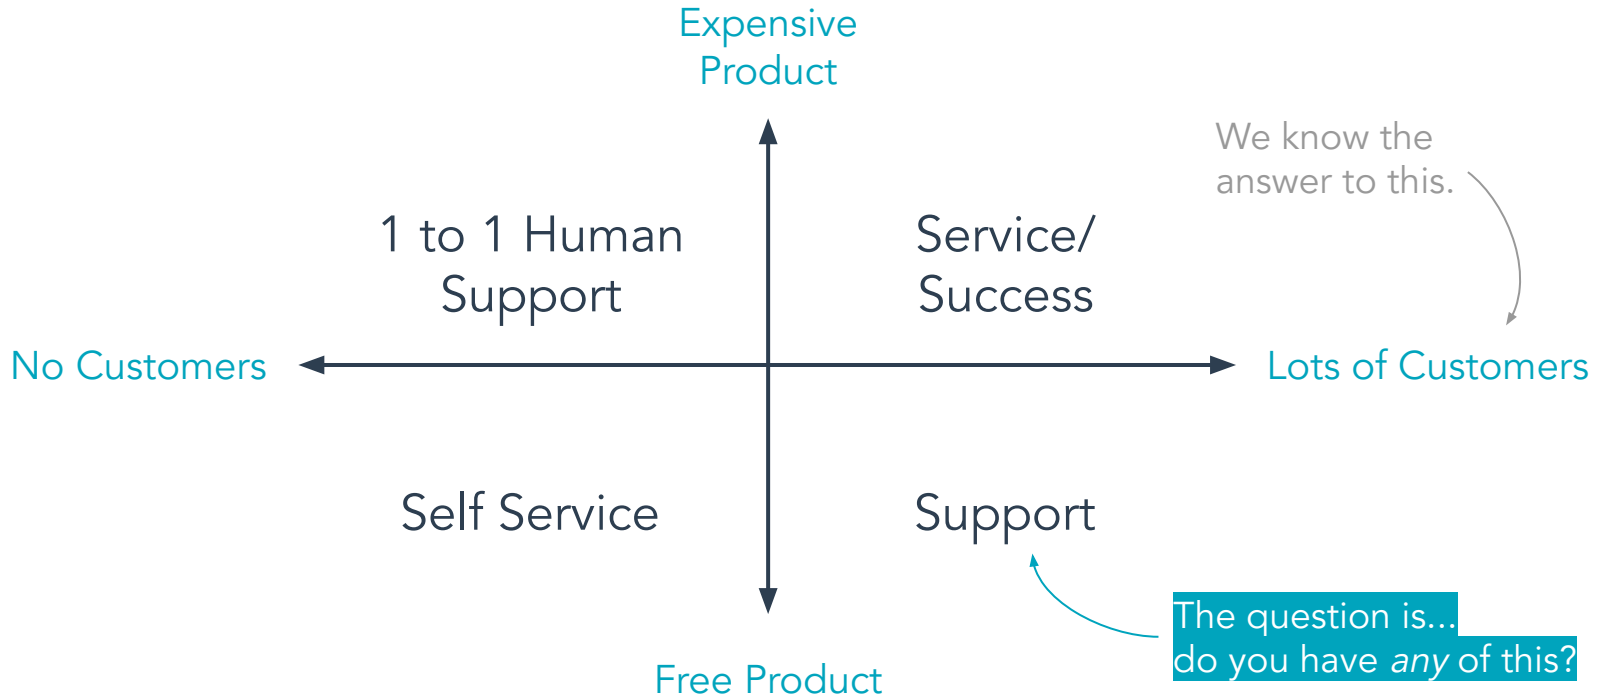 Expensive
Product
We know the
answer to this.
1 to 1 Human
Support
Service/
Success
No Customers
Lots of Customers
Self Service
Support
The question is...
do you have any of this?
Free Product